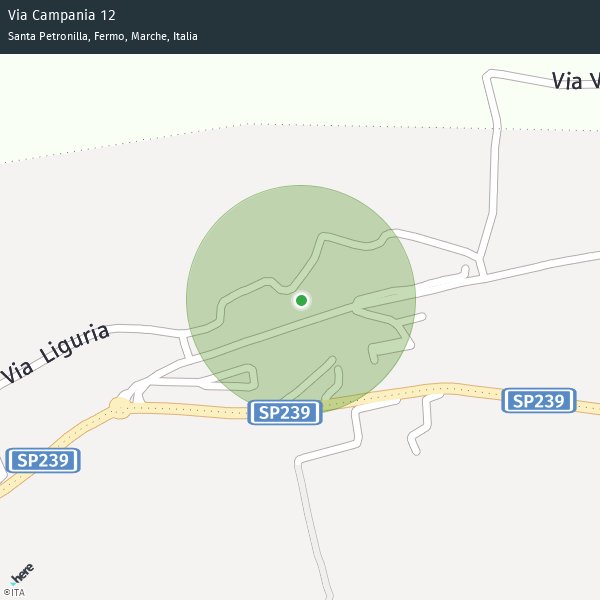 Via Campania 12
Santa Petronilla, Fermo, Marche, Italia
Via V
Via Liguria
SP239
SP239
SP239
here
©ITA